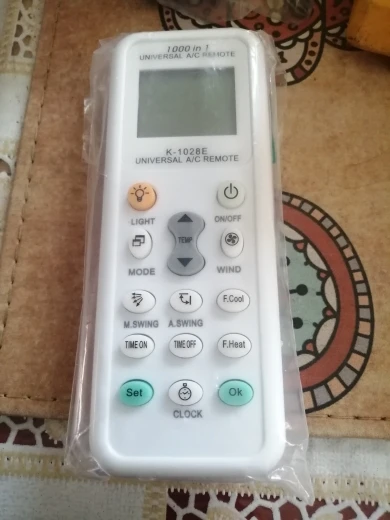 1000 in 1
UNIVERSAL A/C REMOTE
K-1028E
UNIVERSAL A/C REMOTE
LIGHT
ON/OFF
TEMP
MODE
WIND
F.Cool
M.SWING
A.SWING
TIME ON
TIME OFF
F.Heat
Set
Ok
CLOCK